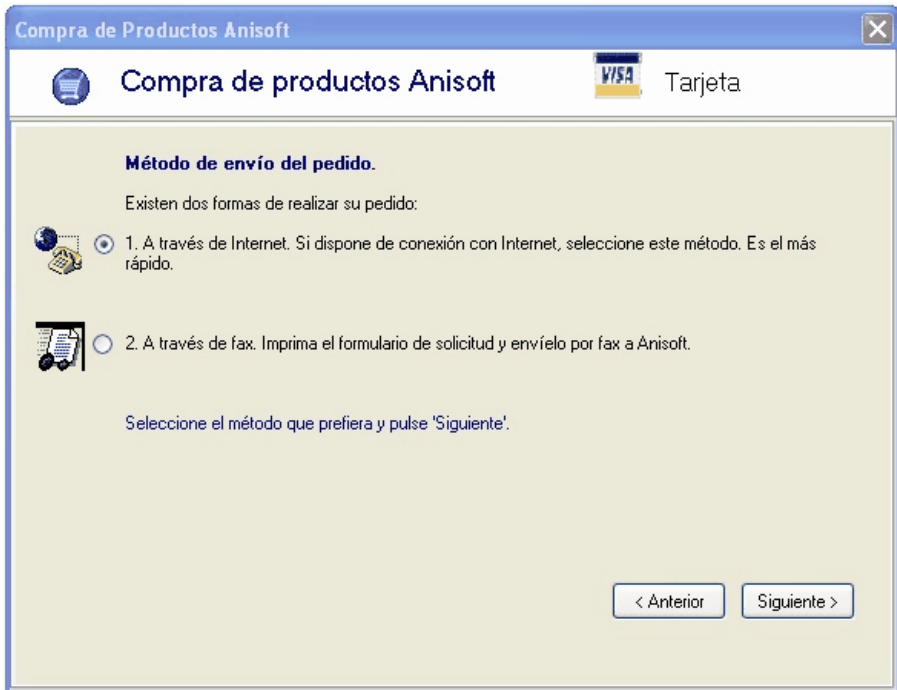 Compra de Productos Anisoft
Compra de productos Anisoft
VISA
Tarjeta
Método de envío del pedido.
Existen dos formas de realizar su pedido:
1. A través de Internet. Si dispone de conexión con Internet, seleccione este método. Es el más
rápido.
2. A través de fax. Imprima el formulario de solicitud y envíelo por fax a Anisoft.
Seleccione el método que prefiera y pulse 'Siguiente'.
< Anterior
Siguiente >